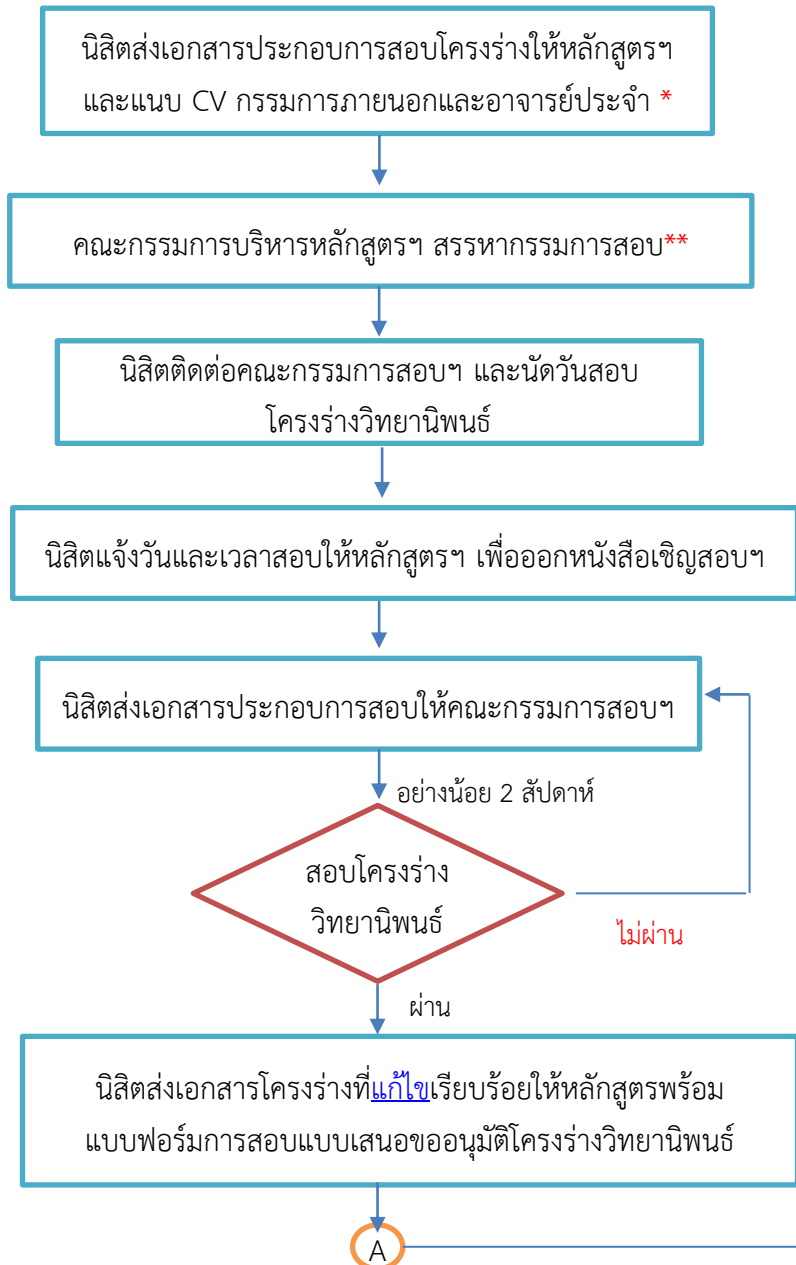 นิสิตส่งเอกสารประกอบการสอบโครงร่างให้หลักสูตรฯ
และแนบ CV กรรมการภายนอกและอาจารย์ประจำ *
คณะกรรมการบริหารหลักสูตรฯ สรรหากรรมการสอบ**
นิสิตติดต่อคณะกรรมการสอบฯ และนัดวันสอบ
โครงร่างวิทยานิพนธ์
นิสิตแจ้งวันและเวลาสอบให้หลักสูตรฯ เพื่อออกหนังสือเชิญสอบฯ
นิสิตส่งเอกสารประกอบการสอบให้คณะกรรมการสอบฯ
อย่างน้อย 2 สัปดาห์
สอบโครงร่าง
วิทยานิพนธ์
ไม่ผ่าน
ผ่าน
นิสิตส่งเอกสารโครงร่างที่แก้ไขเรียบร้อยให้หลักสูตรพร้อม
แบบฟอร์มการสอบแบบเสนอขออนุมัติโครงร่างวิทยานิพนธ์
A